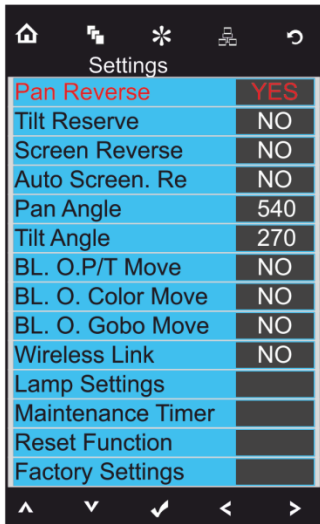 Settings
Pan Reverse YES
Tilt Reserve NO
Screen Reverse NO
Auto Screen. Re NO
Pan Angle 540
Tilt Angle 270
BL. O.P/T Move NO
BL. O. Color Move NO
BL. O. Gobo Move NO
Wireless Link NO
Lamp Settings
Maintenance Timer
Reset Function
Factory Settings